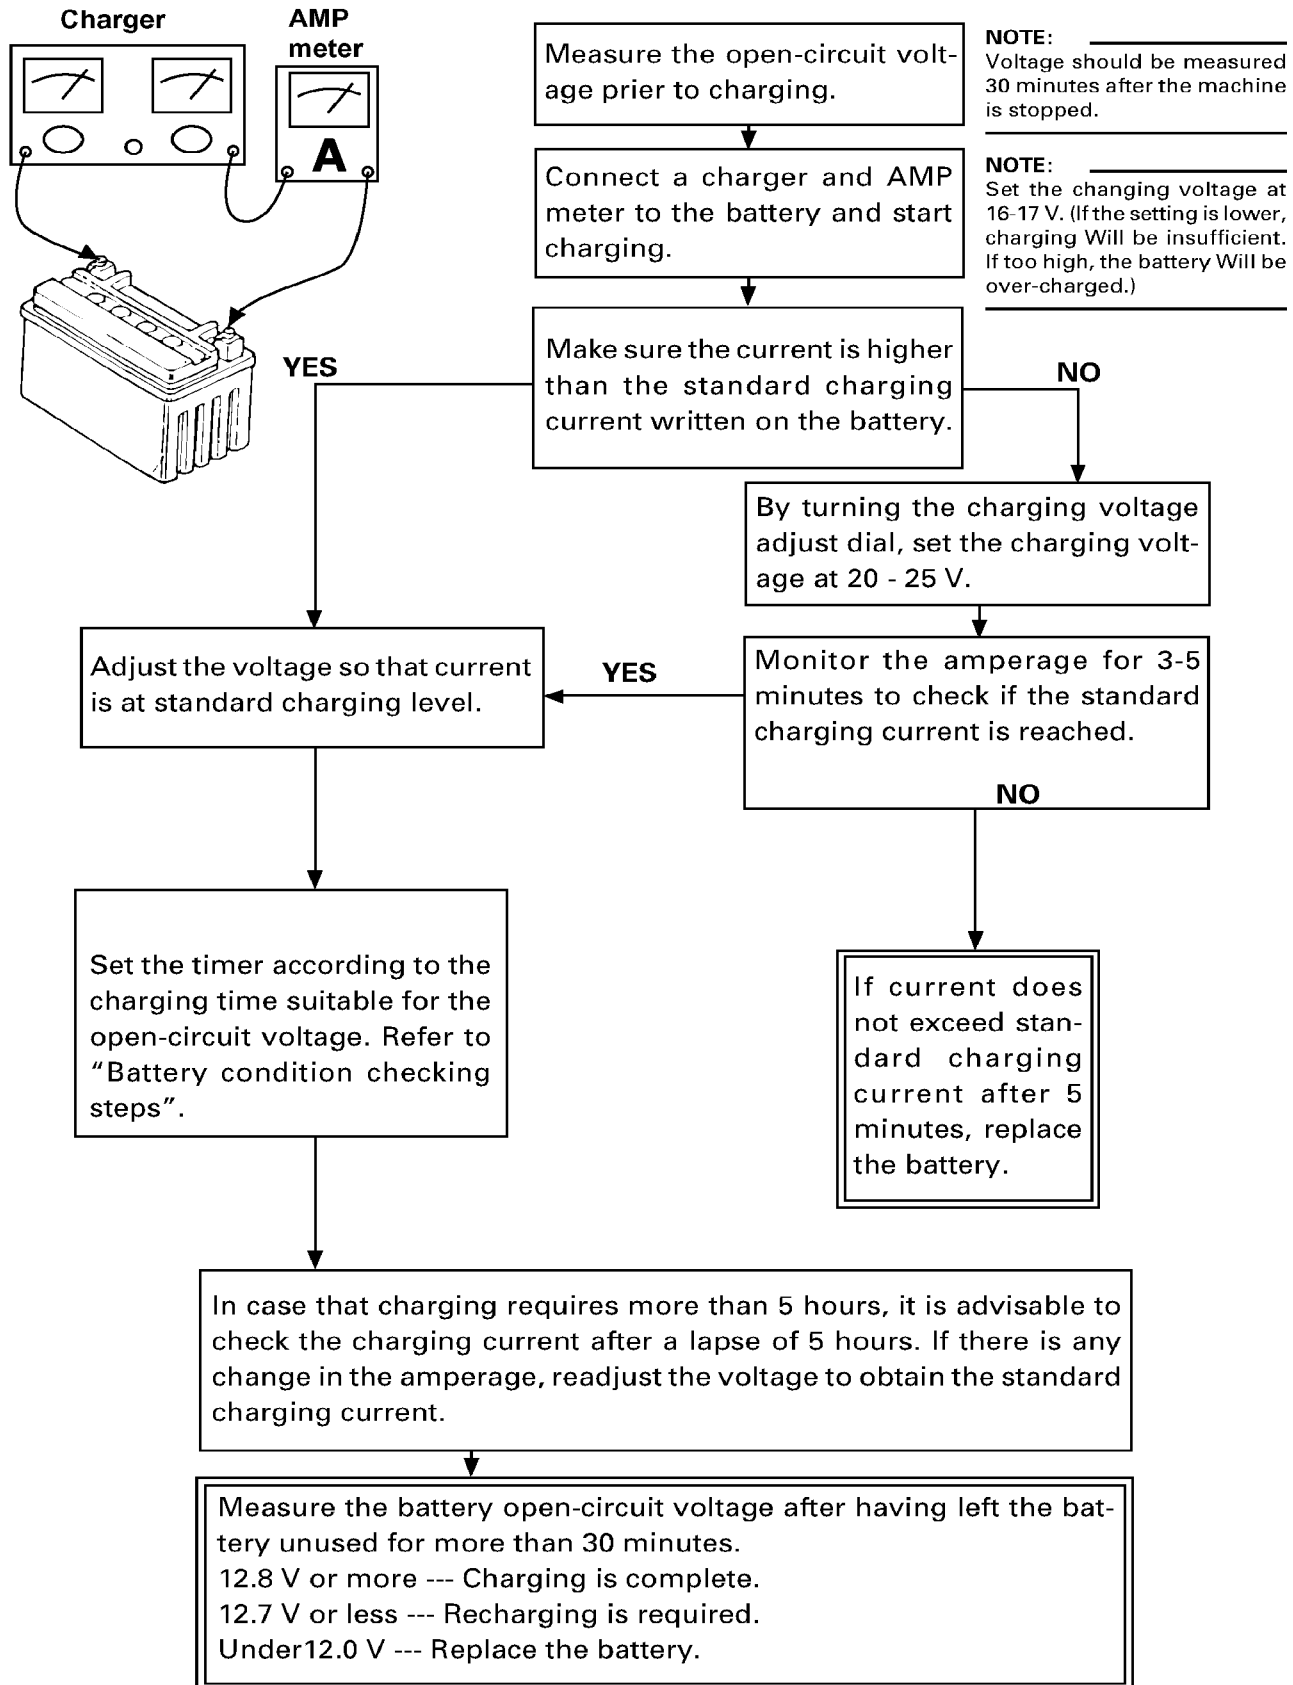 Charger
AMP
meter
A
Measure the open-circuit volt-
age prior to charging.
NOTE:
Voltage should be measured
30 minutes after the machine
is stopped.
Connect a charger and AMP
meter to the battery and start
charging.
NOTE:
Set the changing voltage at
16-17 V. (If the setting is lower,
charging Will be insufficient.
If too high, the battery Will be
over-charged.)
Make sure the current is higher
than the standard charging
current written on the battery.
YES
NO
By turning the charging voltage
adjust dial, set the charging volt-
age at 20 - 25 V.
Adjust the voltage so that current
is at standard charging level.
YES
Monitor the amperage for 3-5
minutes to check if the standard
charging current is reached.
NO
Set the timer according to the
charging time suitable for the
open-circuit voltage. Refer to
“Battery condition checking
steps”.
If current does
not exceed stan-
dard charging
current after 5
minutes, replace
the battery.
In case that charging requires more than 5 hours, it is advisable to
check the charging current after a lapse of 5 hours. If there is any
change in the amperage, readjust the voltage to obtain the standard
charging current.
Measure the battery open-circuit voltage after having left the bat-
tery unused for more than 30 minutes.
12.8 V or more --- Charging is complete.
12.7 V or less --- Recharging is required.
Under12.0 V --- Replace the battery.